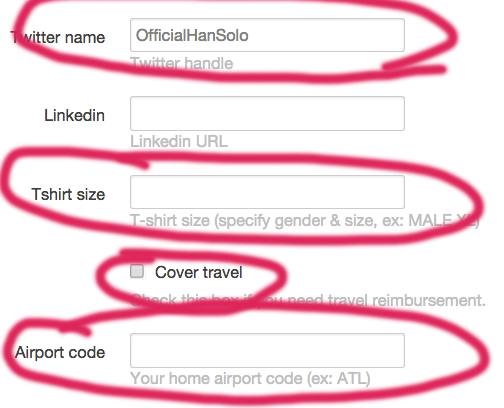 Twitter name OfficialHanSolo
Twitter handle
Linkedin
Linkedin URL
Tshirt size
T-shirt size (specify gender & size, ex: MALE XL)
Cover travel
Check this box if you need travel reimbursement.
Airport code
Your home airport code (ex: ATL)